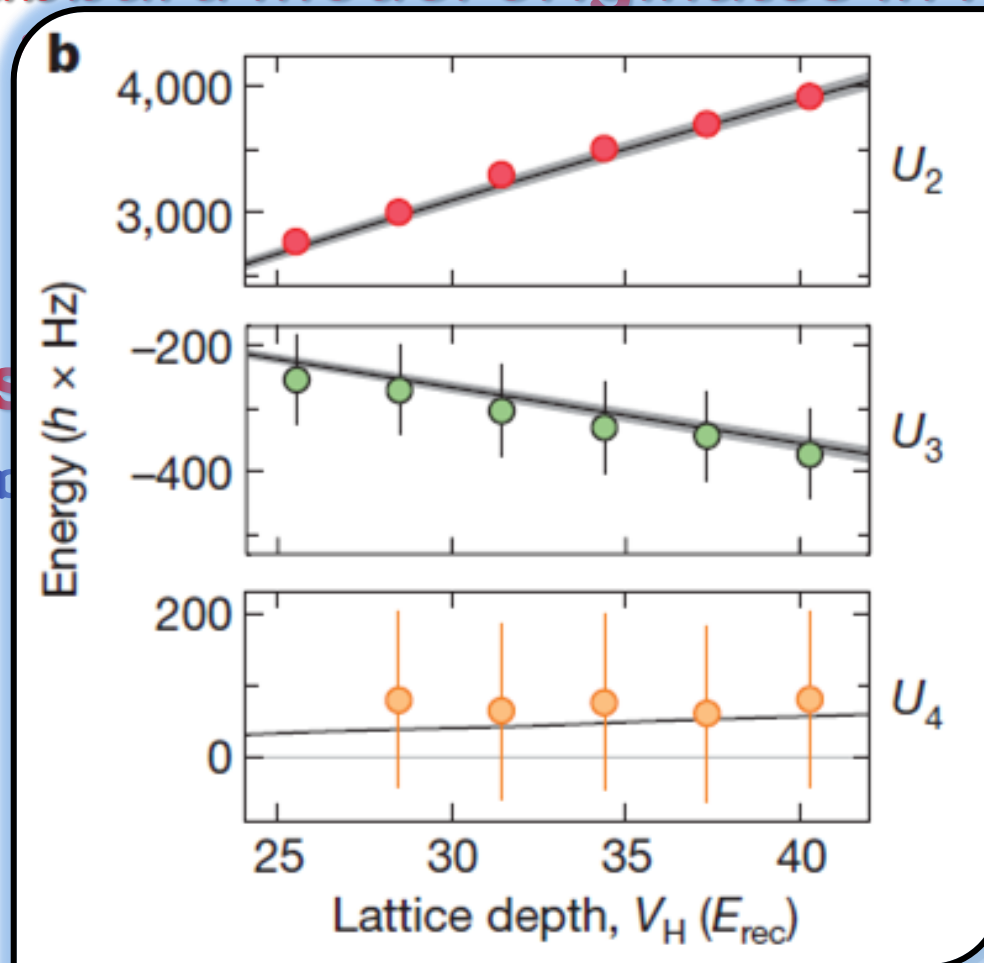 b
4,000
3,000
U2
Energy (h × Hz)
−200
−400
U3
200
0
U4
25 30 35 40
Lattice depth, VH (Erec)